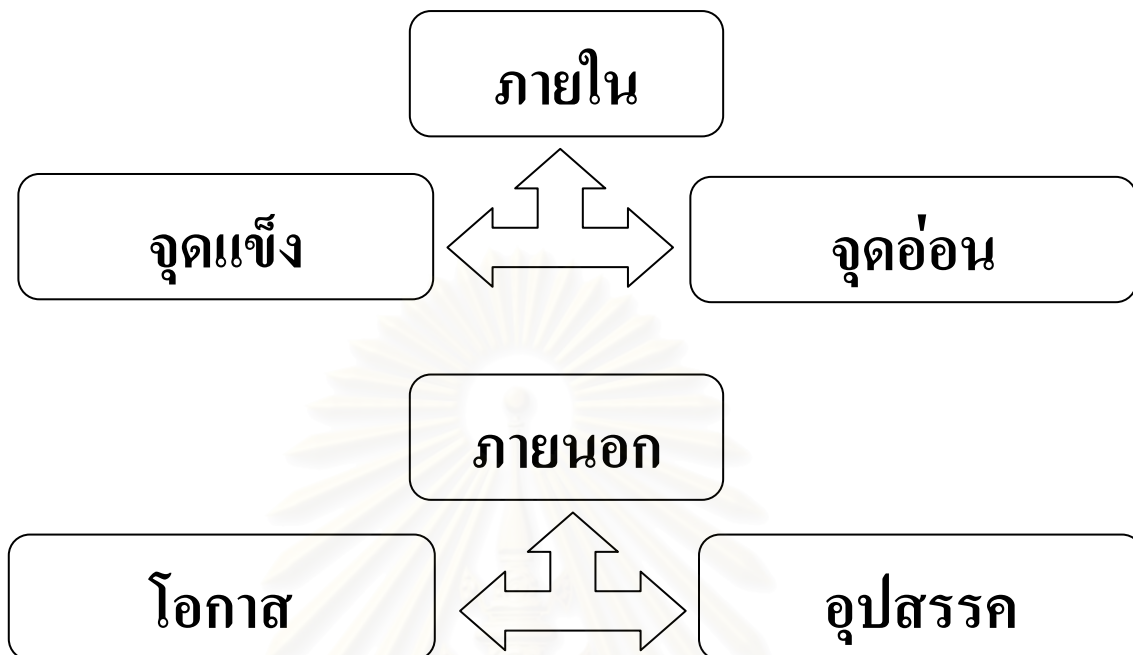 ภายใน
จุดแข็ง
จุดอ่อน
ภายนอก
โอกาส
อุปสรรค